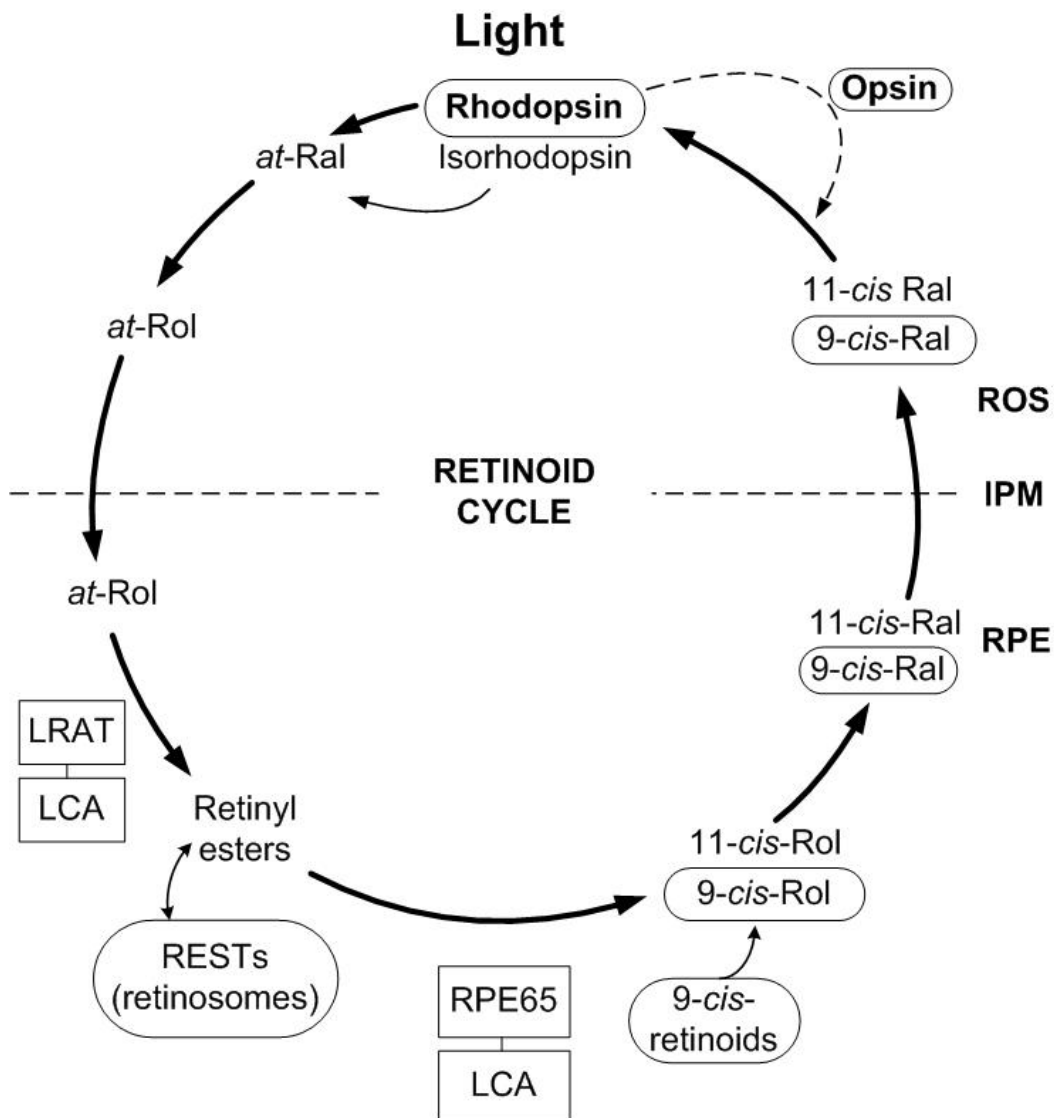 Light
Rhodopsin
Opsin
Isorhodopsin
at-Ral
11-cis Ral
at-Rol
9-cis-Ral
ROS
RETINOID
CYCLE
IPM
at-Rol
11-cis-Ral
RPE
9-cis-Ral
LRAT
LCA
Retinyl
esters
11-cis-Rol
9-cis-Rol
RESTs
(retinosomes)
RPE65
LCA
9-cis-
retinoids